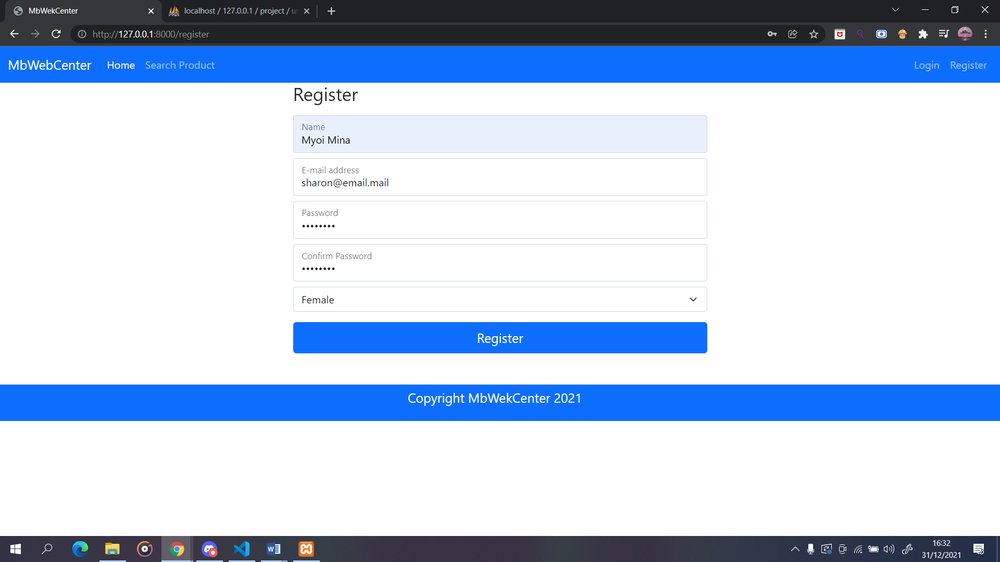 MbWekCenter
localhost / 127.0.0.1 / project / us
http://127.0.0.1:8000/register
MbWebCenter Home Search Product Login Register
Register
Name
Myoi Mina
E-mail address
sharon@email.mail
Password
••••••••
Confirm Password
••••••••
Female
Register
Copyright MbWekCenter 2021
16:32
31/12/2021